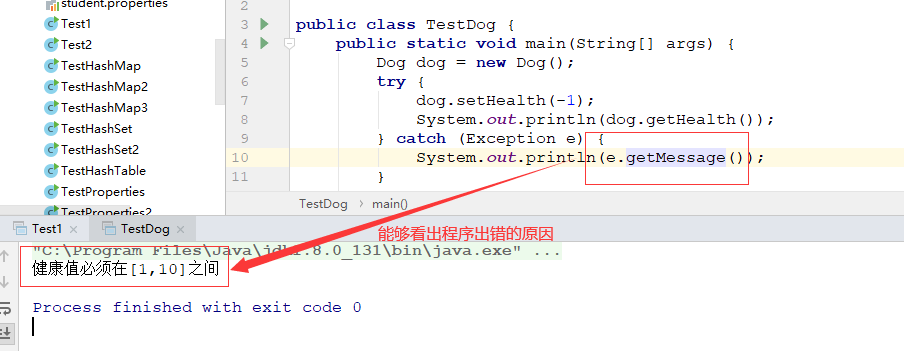 student.properties
Test1
Test2
TestHashMap
TestHashMap2
TestHashMap3
TestHashSet
TestHashSet2
TestHashTable
TestProperties
TestProperties2
2
3 public class TestDog {
4 public static void main(String[] args) {
5 Dog dog = new Dog();
6 try {
7 dog.setHealth(-1);
8 System.out.println(dog.getHealth());
9 } catch (Exception e) {
10 System.out.println(e.getMessage());
11 }
TestDog › main()
Test1 × TestDog ×
能够看出程序出错的原因
"C:\Program Files\Java\jdk1.8.0_131\bin\java.exe" ...
健康值必须在[1,10]之间
Process finished with exit code 0